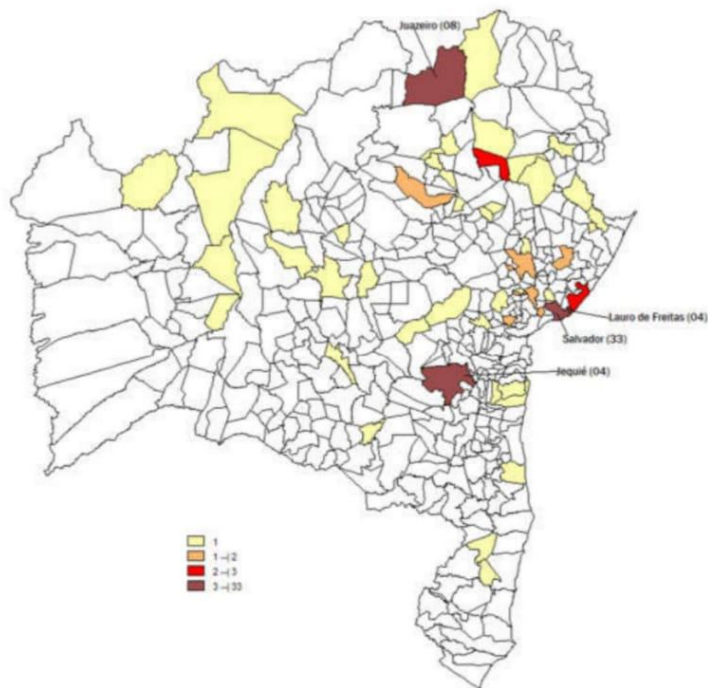 Juazeiro (08)
Lauro de Freitas (04)
Salvador (33)
Jequié (04)
1
1 --| 2
2 --| 3
3 --| 33